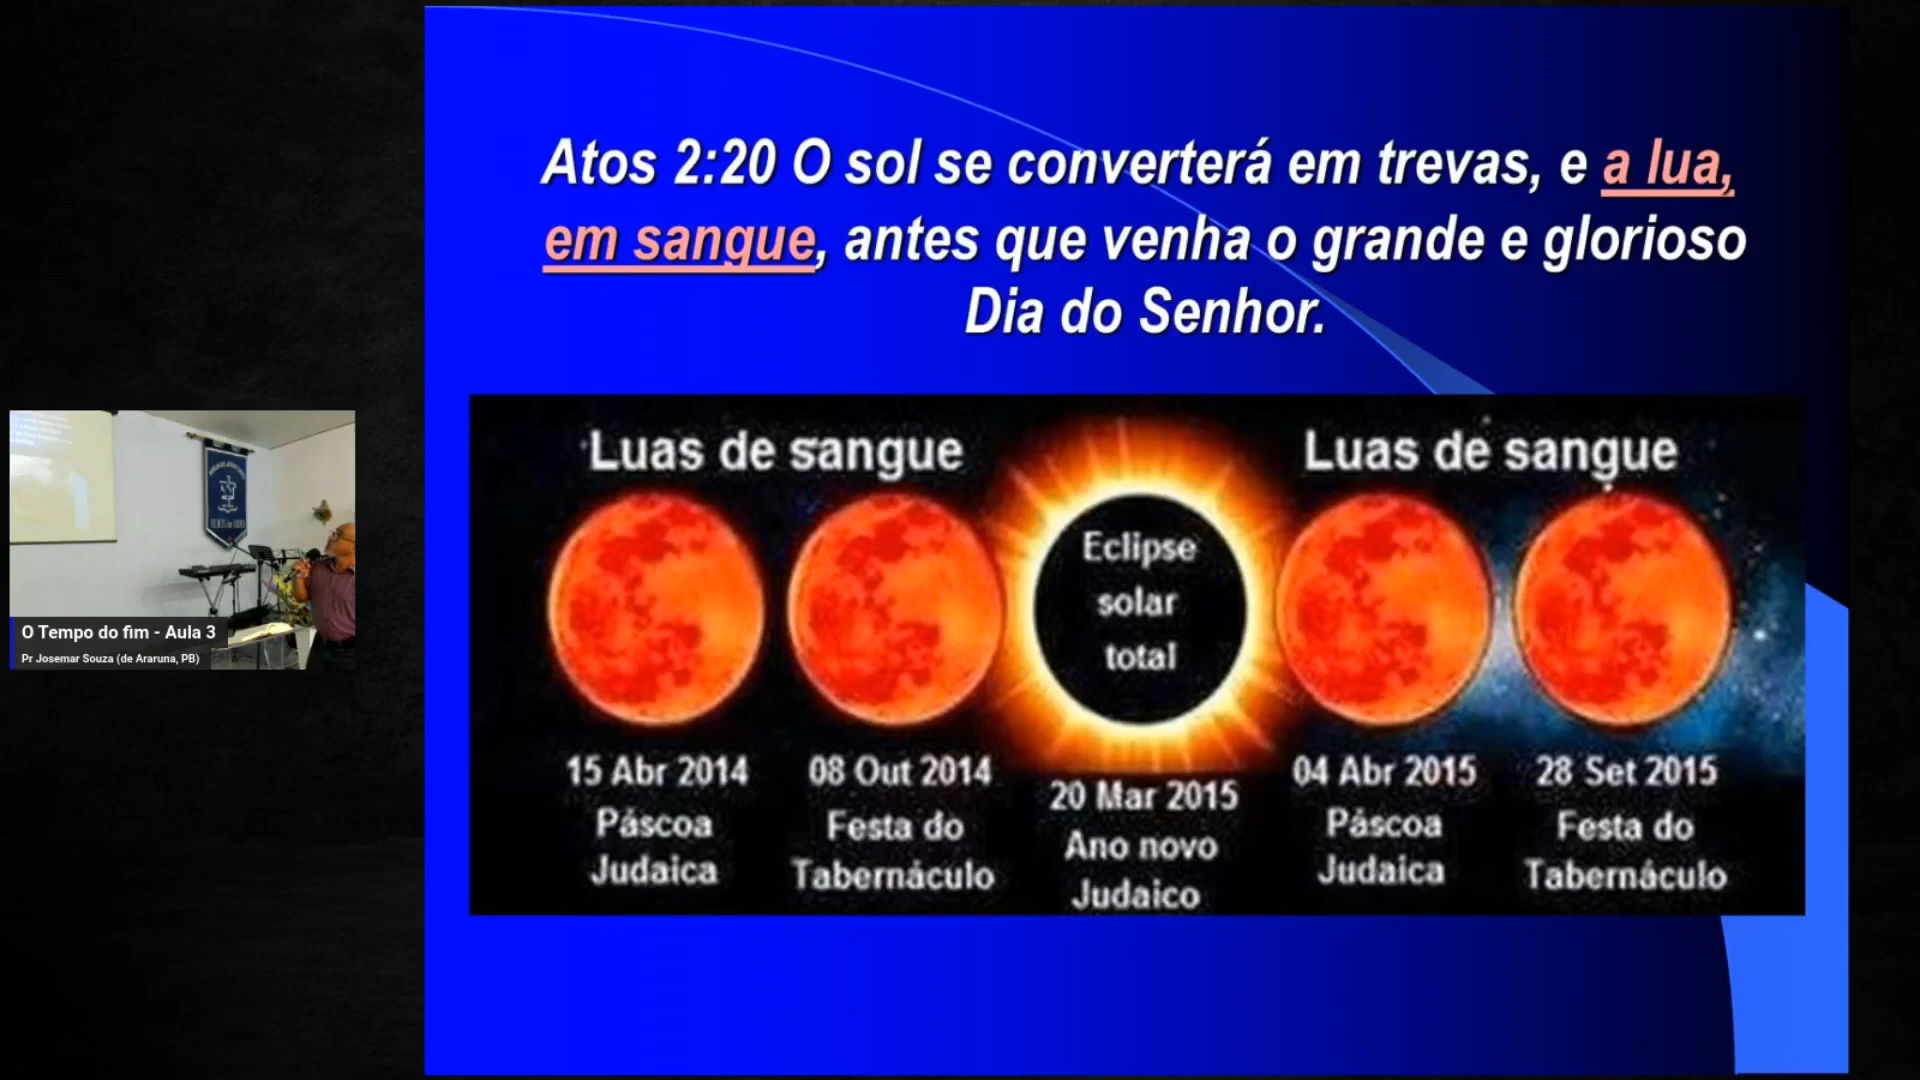 Atos 2:20 O sol se converterá em trevas, e a lua,
em sangue, antes que venha o grande e glorioso
Dia do Senhor.
Luas de sangue
Luas de sangue
Eclipse
solar
total
15 Abr 2014
Páscoa
Judaica
08 Out 2014
Festa do
Tabernáculo
20 Mar 2015
Ano novo
Judaico
04 Abr 2015
Páscoa
Judaica
28 Set 2015
Festa do
Tabernáculo
O Tempo do fim - Aula 3
Pr Josemar Souza (de Araruna, PB)